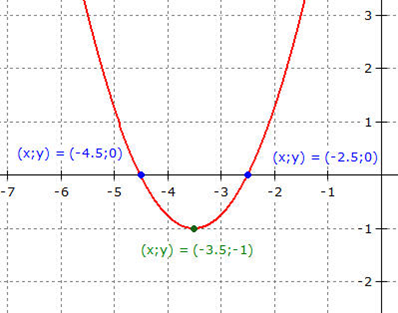 3
2
1
(x;y) = (-4.5;0)
(x;y) = (-2.5;0)
-7 -6 -5 -4 -3 -2 -1
-1
(x;y) = (-3.5;-1)
-2